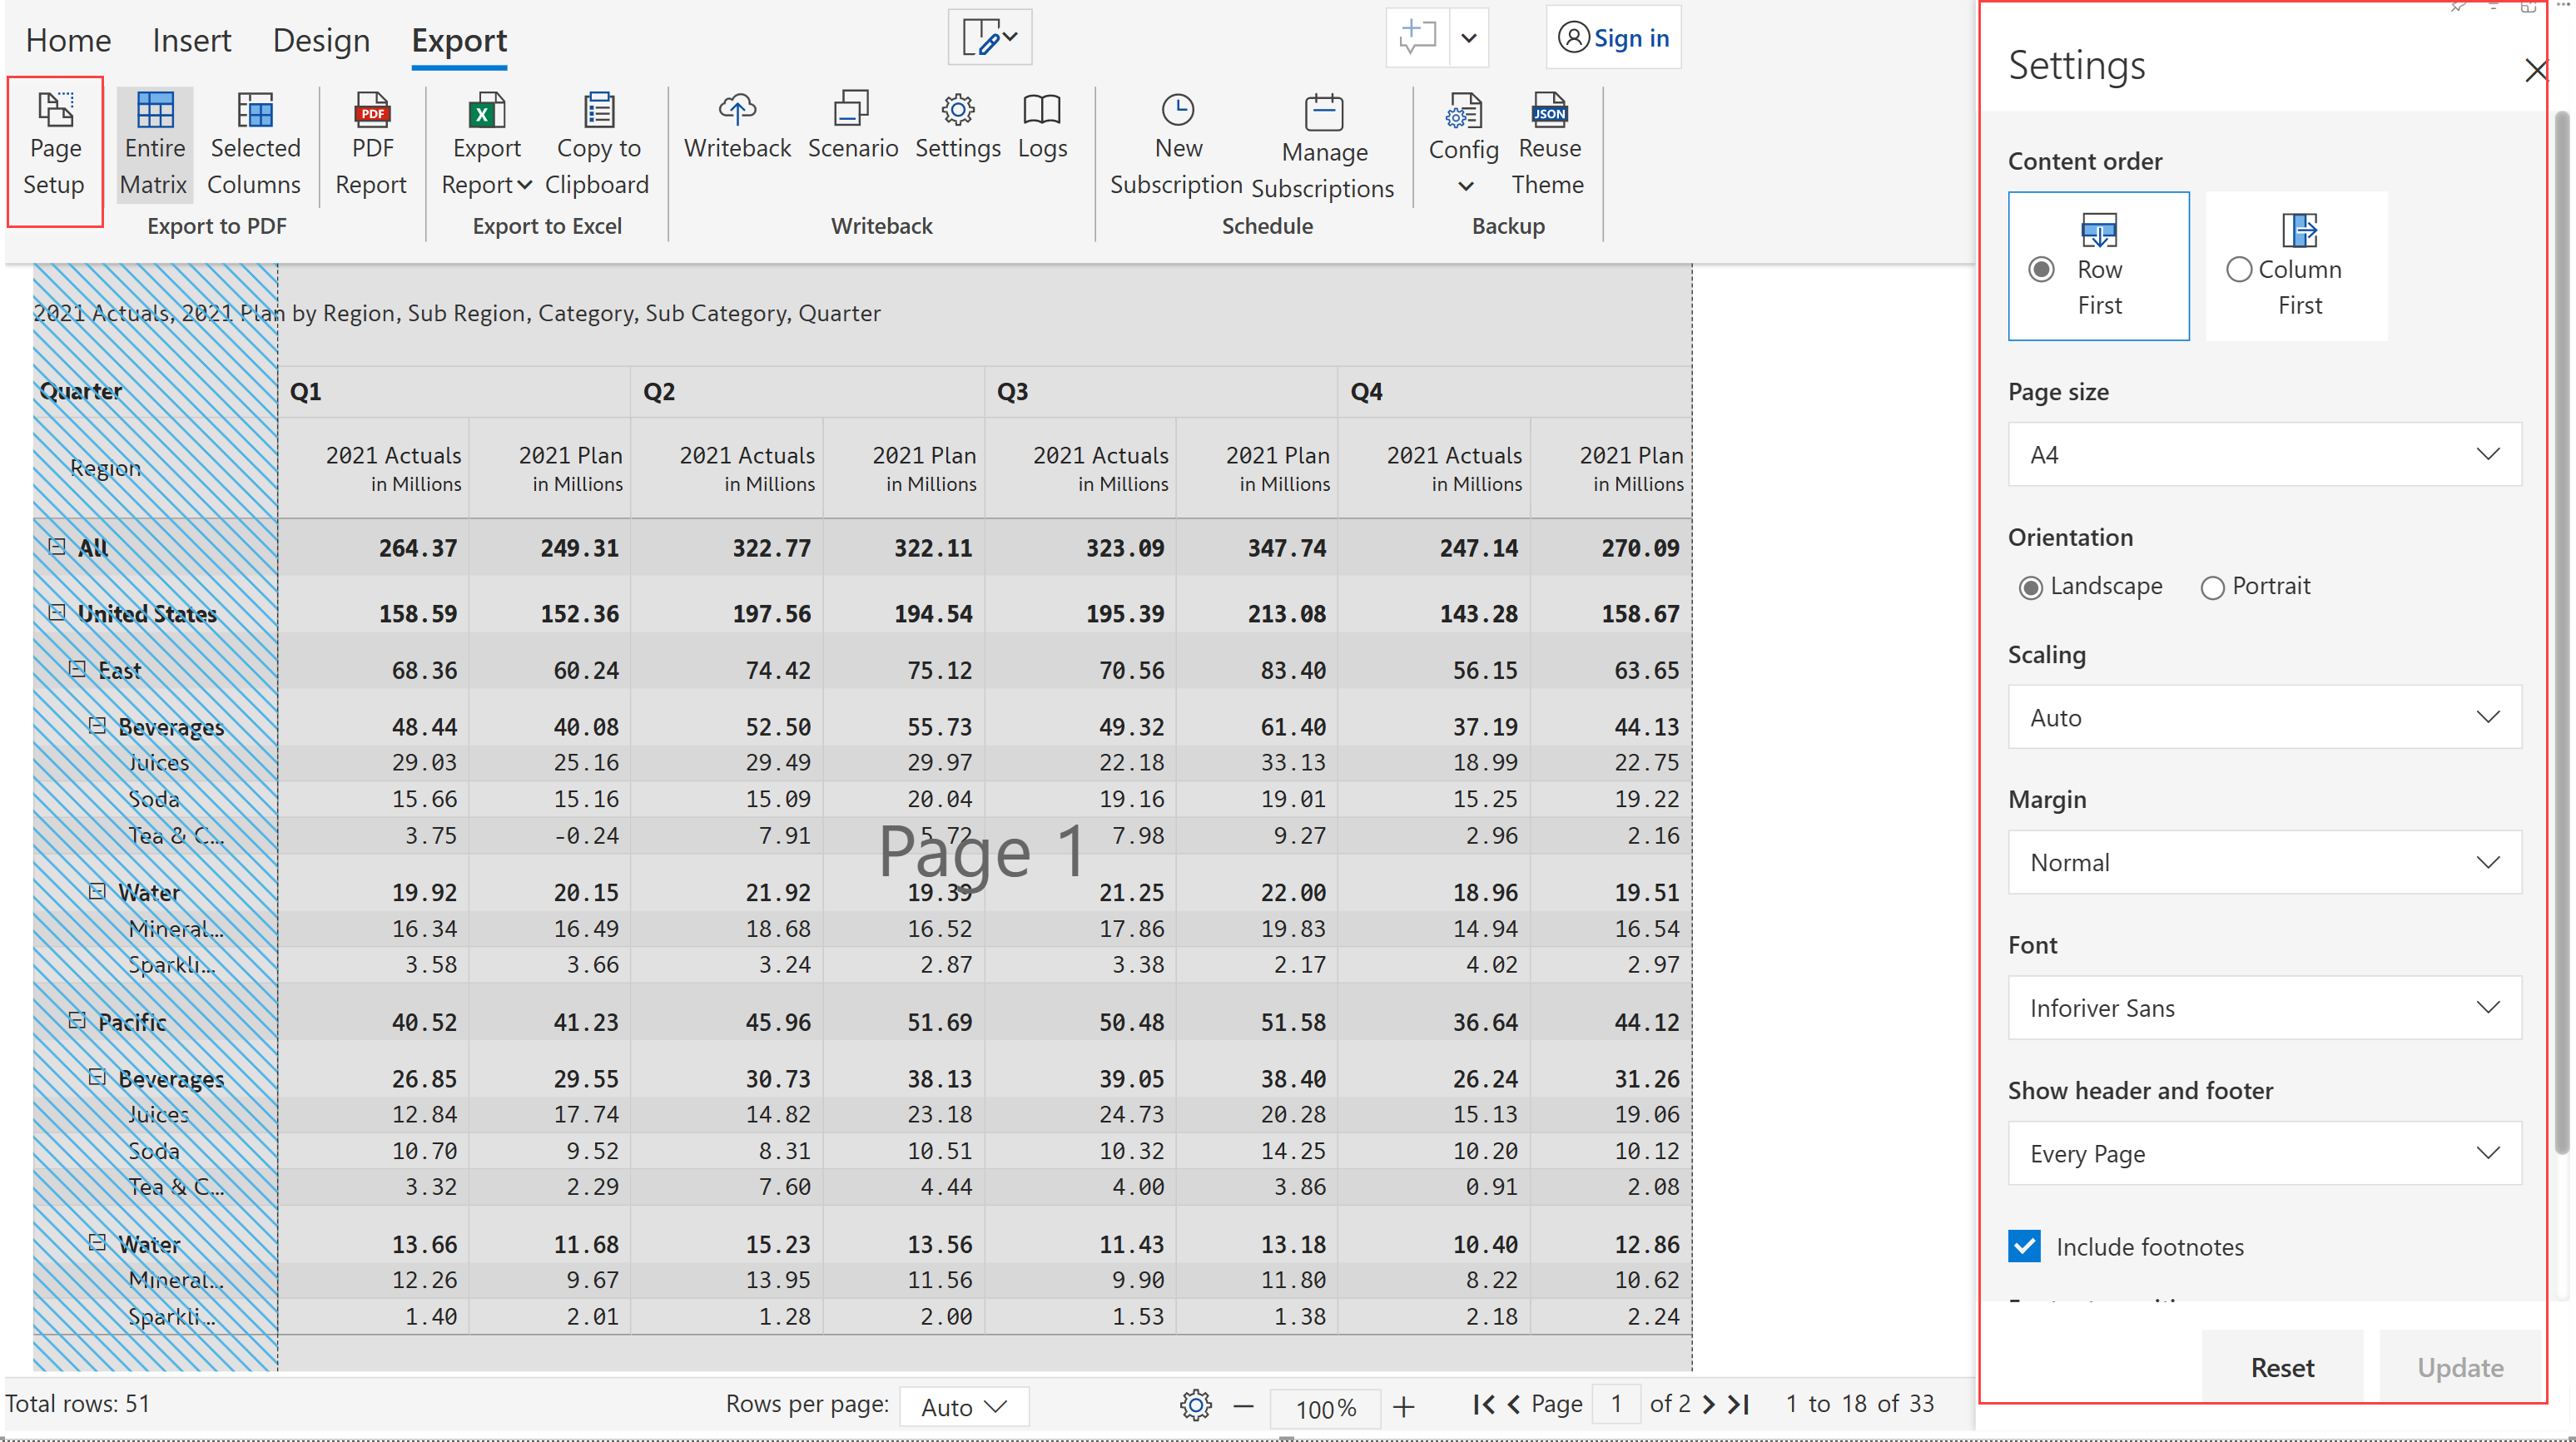 Home Insert Design Export Sign in
Page Setup Entire Matrix Selected Columns PDF Report Export Report Copy to Clipboard Writeback Scenario Settings Logs New Subscription Manage Subscriptions Config Reuse Theme
Export to PDF Export to Excel Writeback Schedule Backup
2021 Actuals, 2021 Plan by Region, Sub Region, Category, Sub Category, Quarter
Quarter Q1 Q2 Q3 Q4
Region 2021 Actuals in Millions 2021 Plan in Millions 2021 Actuals in Millions 2021 Plan in Millions 2021 Actuals in Millions 2021 Plan in Millions 2021 Actuals in Millions 2021 Plan in Millions
All 264.37 249.31 322.77 322.11 323.09 347.74 247.14 270.09
United States 158.59 152.36 197.56 194.54 195.39 213.08 143.28 158.67
East 68.36 60.24 74.42 75.12 70.56 83.40 56.15 63.65
Beverages 48.44 40.08 52.50 55.73 49.32 61.40 37.19 44.13
Juices 29.03 25.16 29.49 29.97 22.18 33.13 18.99 22.75
Soda 15.66 15.16 15.09 20.04 19.16 19.01 15.25 19.22
Tea & C... 3.75 -0.24 7.91 5.72 7.98 9.27 2.96 2.16
Page 1
Water 19.92 20.15 21.92 19.39 21.25 22.00 18.96 19.51
Mineral... 16.34 16.49 18.68 16.52 17.86 19.83 14.94 16.54
Sparkli... 3.58 3.66 3.24 2.87 3.38 2.17 4.02 2.97
Pacific 40.52 41.23 45.96 51.69 50.48 51.58 36.64 44.12
Beverages 26.85 29.55 30.73 38.13 39.05 38.40 26.24 31.26
Juices 12.84 17.74 14.82 23.18 24.73 20.28 15.13 19.06
Soda 10.70 9.52 8.31 10.51 10.32 14.25 10.20 10.12
Tea & C... 3.32 2.29 7.60 4.44 4.00 3.86 0.91 2.08
Water 13.66 11.68 15.23 13.56 11.43 13.18 10.40 12.86
Mineral... 12.26 9.67 13.95 11.56 9.90 11.80 8.22 10.62
Sparkli... 1.40 2.01 1.28 2.00 1.53 1.38 2.18 2.24
Total rows: 51 Rows per page: Auto 100% Page 1 of 2 1 to 18 of 33
Settings
Content order
Row First
Column First
Page size
A4
Orientation
Landscape Portrait
Scaling
Auto
Margin
Normal
Font
Inforiver Sans
Show header and footer
Every Page
Include footnotes
Reset Update